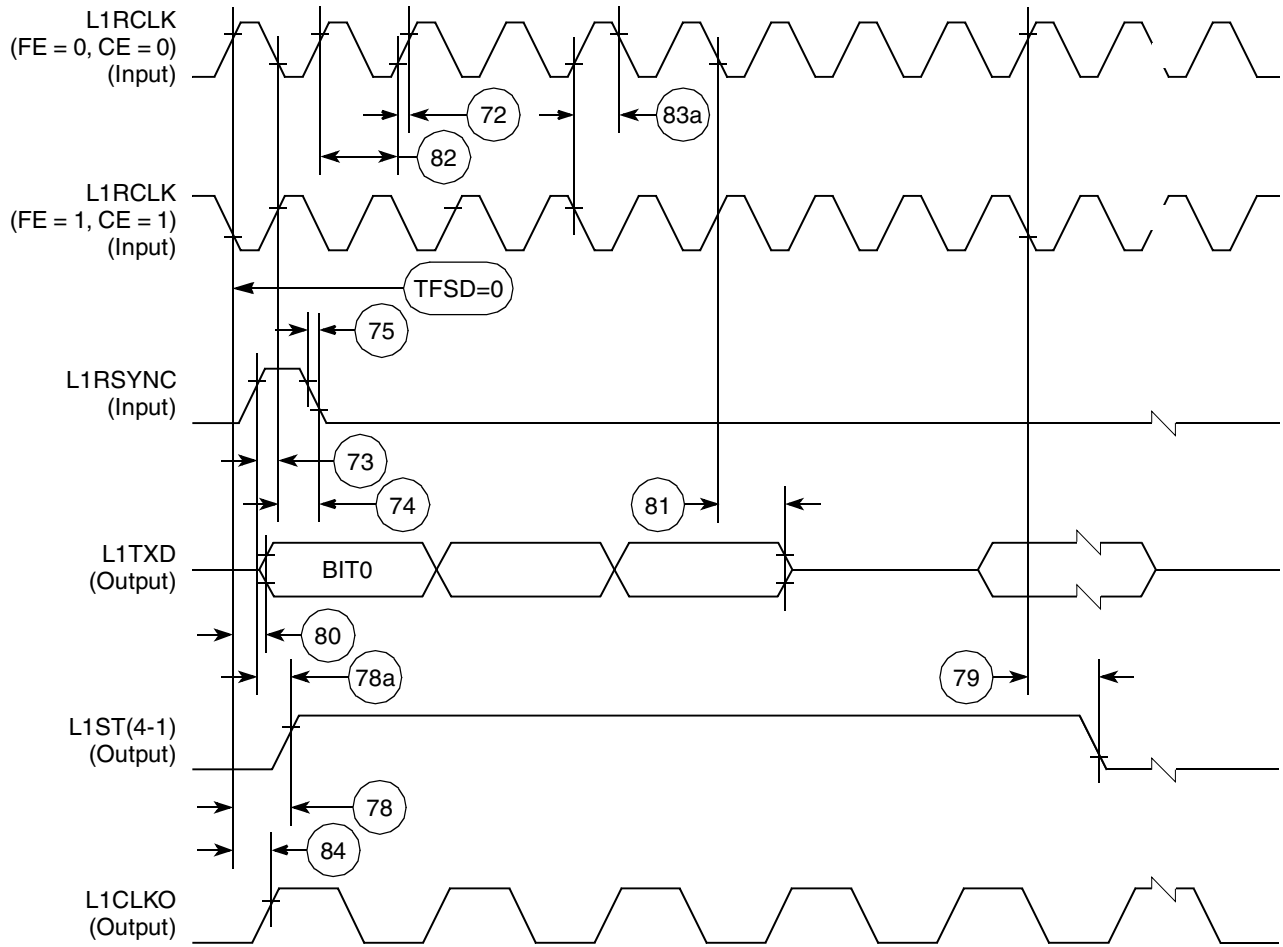 L1RCLK
(FE = 0, CE = 0)
(Input)
72
83a
82
L1RCLK
(FE = 1, CE = 1)
(Input)
TFSD=0
75
L1RSYNC
(Input)
73
74
81
L1TXD
(Output)
BIT0
80
78a
79
L1ST(4-1)
(Output)
78
84
L1CLKO
(Output)